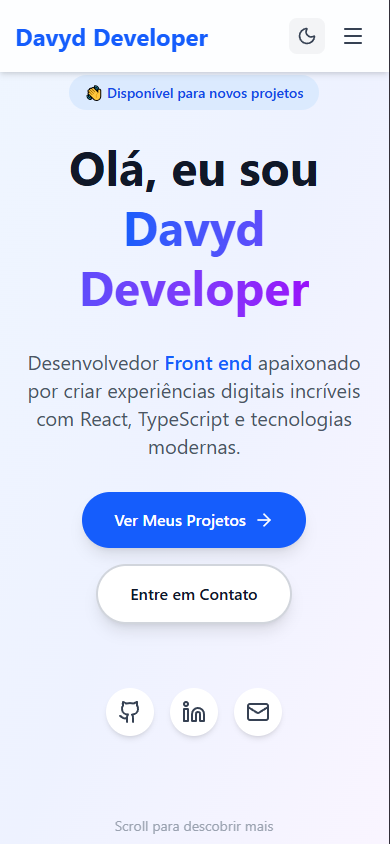 Davyd Developer
👋 Disponível para novos projetos
Olá, eu sou
Davyd
Developer
Desenvolvedor Front end apaixonado
por criar experiências digitais incríveis
com React, TypeScript e tecnologias
modernas.
Ver Meus Projetos
Entre em Contato
Scroll para descobrir mais